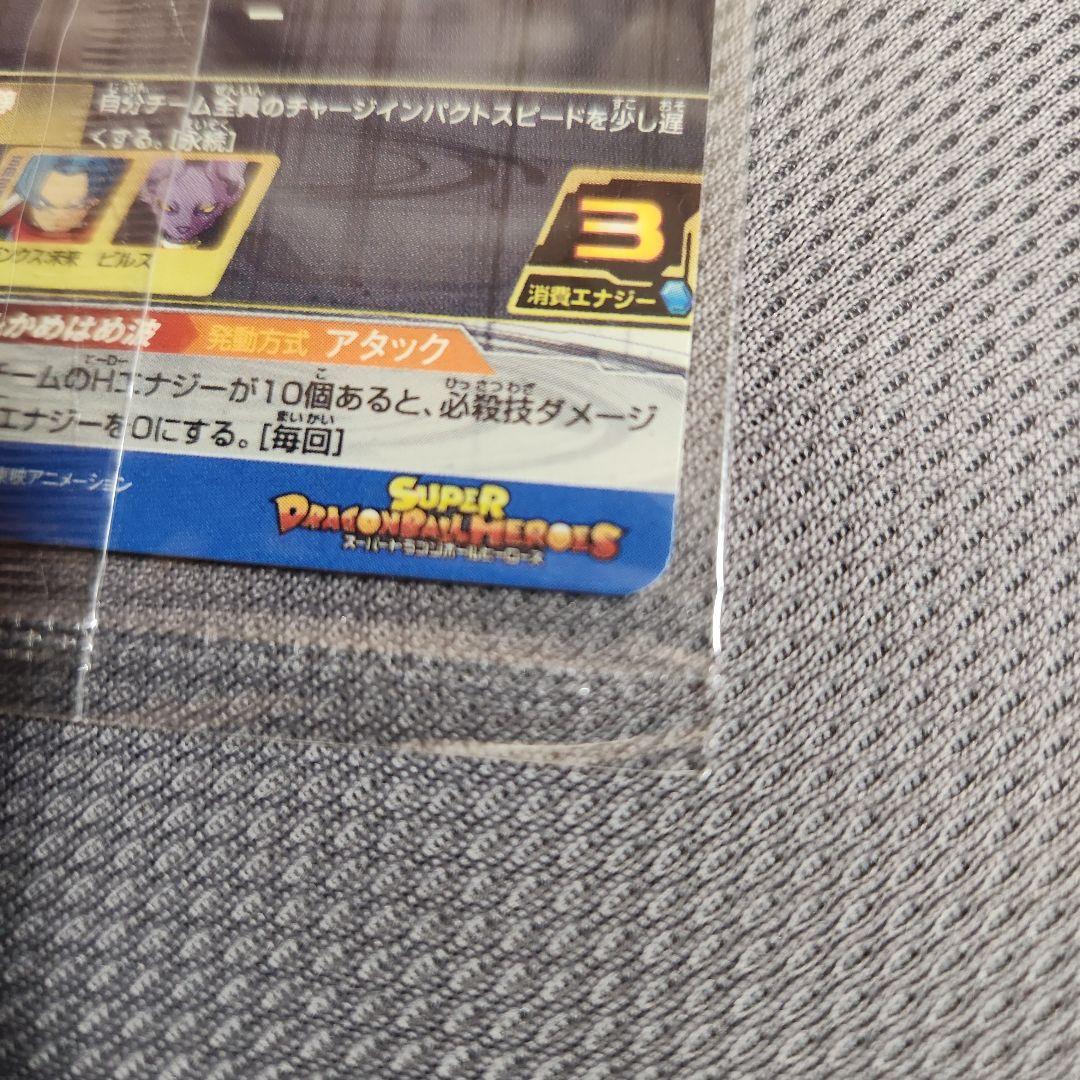 自分チーム全員のチャージインパクトスピードを少し遅
くする。[永続]
ンクス:未来 ビルス
3
消費エナジー
かめはめ波 発動方式 アタック
チームのHエナジーが10個あると、必殺技ダメージ
エナジーを0にする。[毎回]
東映アニメーション
SUPER
DRAGONBALL HEROES
スーパードラゴンボールヒーローズ